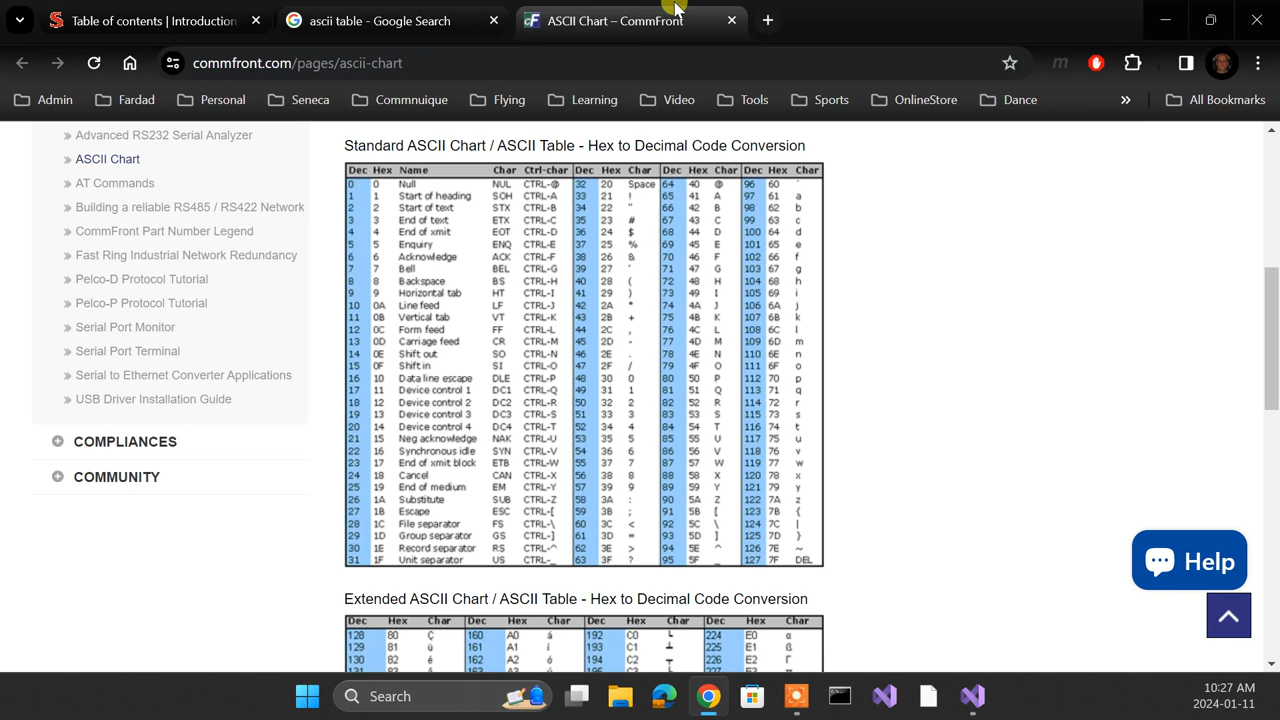 Table of contents | Introduction
ascii table - Google Search
ASCII Chart – CommFront
commfront.com/pages/ascii-chart
Admin Fardad Personal Seneca Commnuique Flying Learning Video Tools Sports OnlineStore Dance » All Bookmarks
Advanced RS232 Serial Analyzer
ASCII Chart
AT Commands
Building a reliable RS485 / RS422 Network
CommFront Part Number Legend
Fast Ring Industrial Network Redundancy
Pelco-D Protocol Tutorial
Pelco-P Protocol Tutorial
Serial Port Monitor
Serial Port Terminal
Serial to Ethernet Converter Applications
USB Driver Installation Guide
COMPLIANCES
COMMUNITY
Standard ASCII Chart / ASCII Table - Hex to Decimal Code Conversion
Dec Hex Name Char Ctrl-char Dec Hex Char Dec Hex Char Dec Hex Char
0 0 Null NUL CTRL-@ 32 20 Space 64 40 @ 96 60 `
1 1 Start of heading SOH CTRL-A 33 21 ! 65 41 A 97 61 a
2 2 Start of text STX CTRL-B 34 22 " 66 42 B 98 62 b
3 3 End of text ETX CTRL-C 35 23 # 67 43 C 99 63 c
4 4 End of xmit EOT CTRL-D 36 24 $ 68 44 D 100 64 d
5 5 Enquiry ENQ CTRL-E 37 25 % 69 45 E 101 65 e
6 6 Acknowledge ACK CTRL-F 38 26 & 70 46 F 102 66 f
7 7 Bell BEL CTRL-G 39 27 ' 71 47 G 103 67 g
8 8 Backspace BS CTRL-H 40 28 ( 72 48 H 104 68 h
9 9 Horizontal tab HT CTRL-I 41 29 ) 73 49 I 105 69 i
10 0A Line feed LF CTRL-J 42 2A * 74 4A J 106 6A j
11 0B Vertical tab VT CTRL-K 43 2B + 75 4B K 107 6B k
12 0C Form feed FF CTRL-L 44 2C , 76 4C L 108 6C l
13 0D Carriage feed CR CTRL-M 45 2D - 77 4D M 109 6D m
14 0E Shift out SO CTRL-N 46 2E . 78 4E N 110 6E n
15 0F Shift in SI CTRL-O 47 2F / 79 4F O 111 6F o
16 10 Data line escape DLE CTRL-P 48 30 0 80 50 P 112 70 p
17 11 Device control 1 DC1 CTRL-Q 49 31 1 81 51 Q 113 71 q
18 12 Device control 2 DC2 CTRL-R 50 32 2 82 52 R 114 72 r
19 13 Device control 3 DC3 CTRL-S 51 33 3 83 53 S 115 73 s
20 14 Device control 4 DC4 CTRL-T 52 34 4 84 54 T 116 74 t
21 15 Neg acknowledge NAK CTRL-U 53 35 5 85 55 U 117 75 u
22 16 Synchronous idle SYN CTRL-V 54 36 6 86 56 V 118 76 v
23 17 End of xmit block ETB CTRL-W 55 37 7 87 57 W 119 77 w
24 18 Cancel CAN CTRL-X 56 38 8 88 58 X 120 78 x
25 19 End of medium EM CTRL-Y 57 39 9 89 59 Y 121 79 y
26 1A Substitute SUB CTRL-Z 58 3A : 90 5A Z 122 7A z
27 1B Escape ESC CTRL-[ 59 3B ; 91 5B [ 123 7B {
28 1C File separator FS CTRL-\ 60 3C < 92 5C \ 124 7C |
29 1D Group separator GS CTRL-] 61 3D = 93 5D ] 125 7D }
30 1E Record separator RS CTRL-^ 62 3E > 94 5E ^ 126 7E ~
31 1F Unit separator US CTRL-_ 63 3F ? 95 5F _ 127 7F DEL
Extended ASCII Chart / ASCII Table - Hex to Decimal Code Conversion
Dec Hex Char Dec Hex Char Dec Hex Char Dec Hex Char
128 80 Ç 160 A0 á 192 C0 └ 224 E0 α
129 81 ü 161 A1 í 193 C1 ┴ 225 E1 ß
130 82 é 162 A2 ó 194 C2 ┬ 226 E2 Γ
Help
Search
10:27 AM
2024-01-11